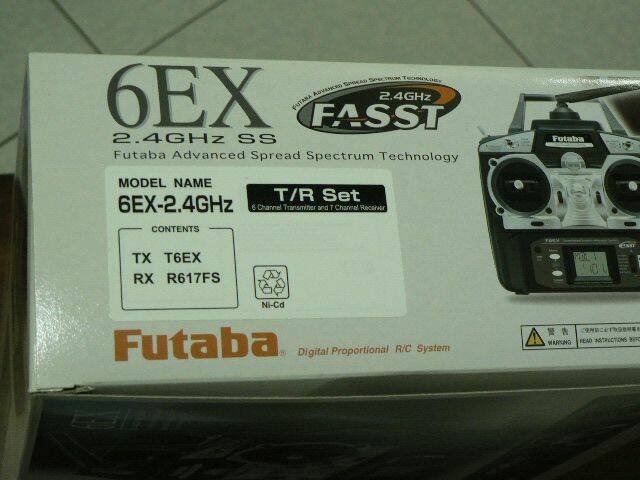 6EX
2.4GHz SS
Futaba Advanced Spread Spectrum Technology
FUTABA ADVANCED SPREAD SPECTRUM TECHNOLOGY
2.4GHz
FASST
Futaba
T6EX
MODEL NAME
6EX-2.4GHz
T/R Set
6 Channel Transmitter and 7 Channel Receiver
CONTENTS
TX T6EX
RX R617FS
Ni-Cd
Futaba®
Digital Proportional R/C System
警告
WARNING
READ INSTRUCTIONS